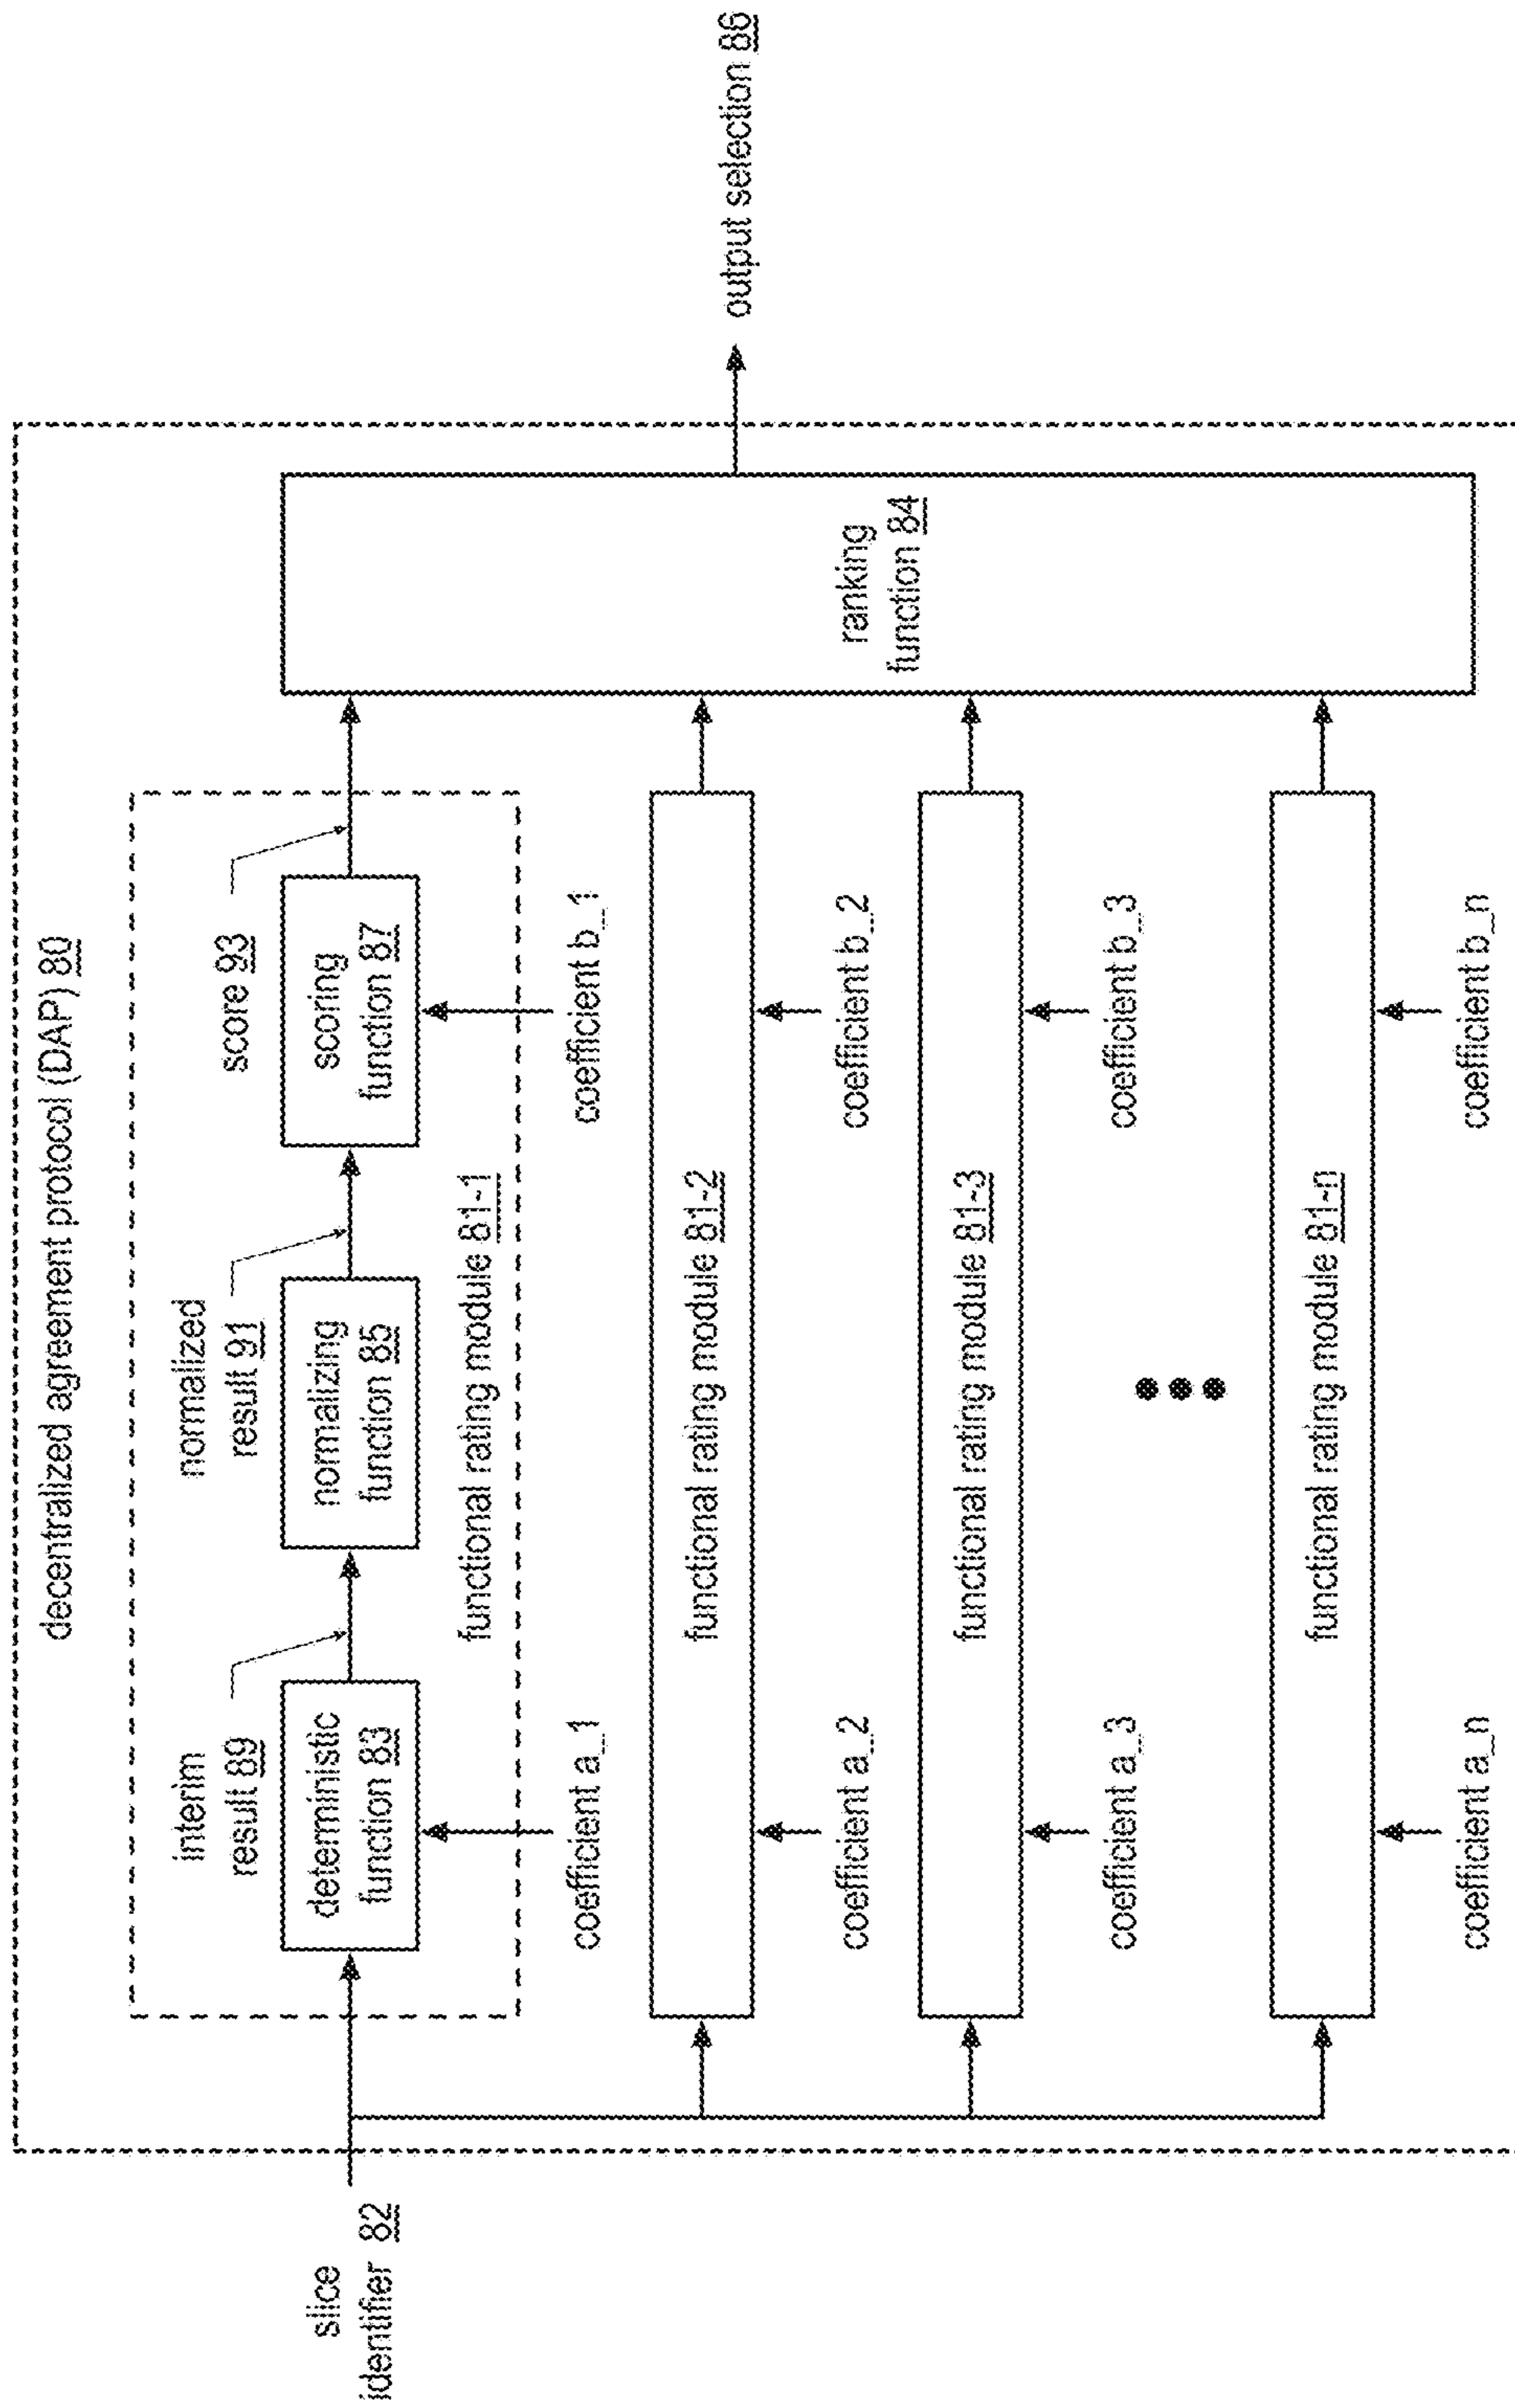 decentralized agreement protocol (DAP) 80
slice
identifier 82
interim
result 89
normalized
result 91
score 93
deterministic
function 83
normalizing
function 85
scoring
function 87
functional rating module 81-1
coefficient a_1
coefficient b_1
functional rating module 81-2
coefficient a_2
coefficient b_2
functional rating module 81-3
coefficient a_3
coefficient b_3
functional rating module 81-n
coefficient a_n
coefficient b_n
ranking
function 84
output selection 86